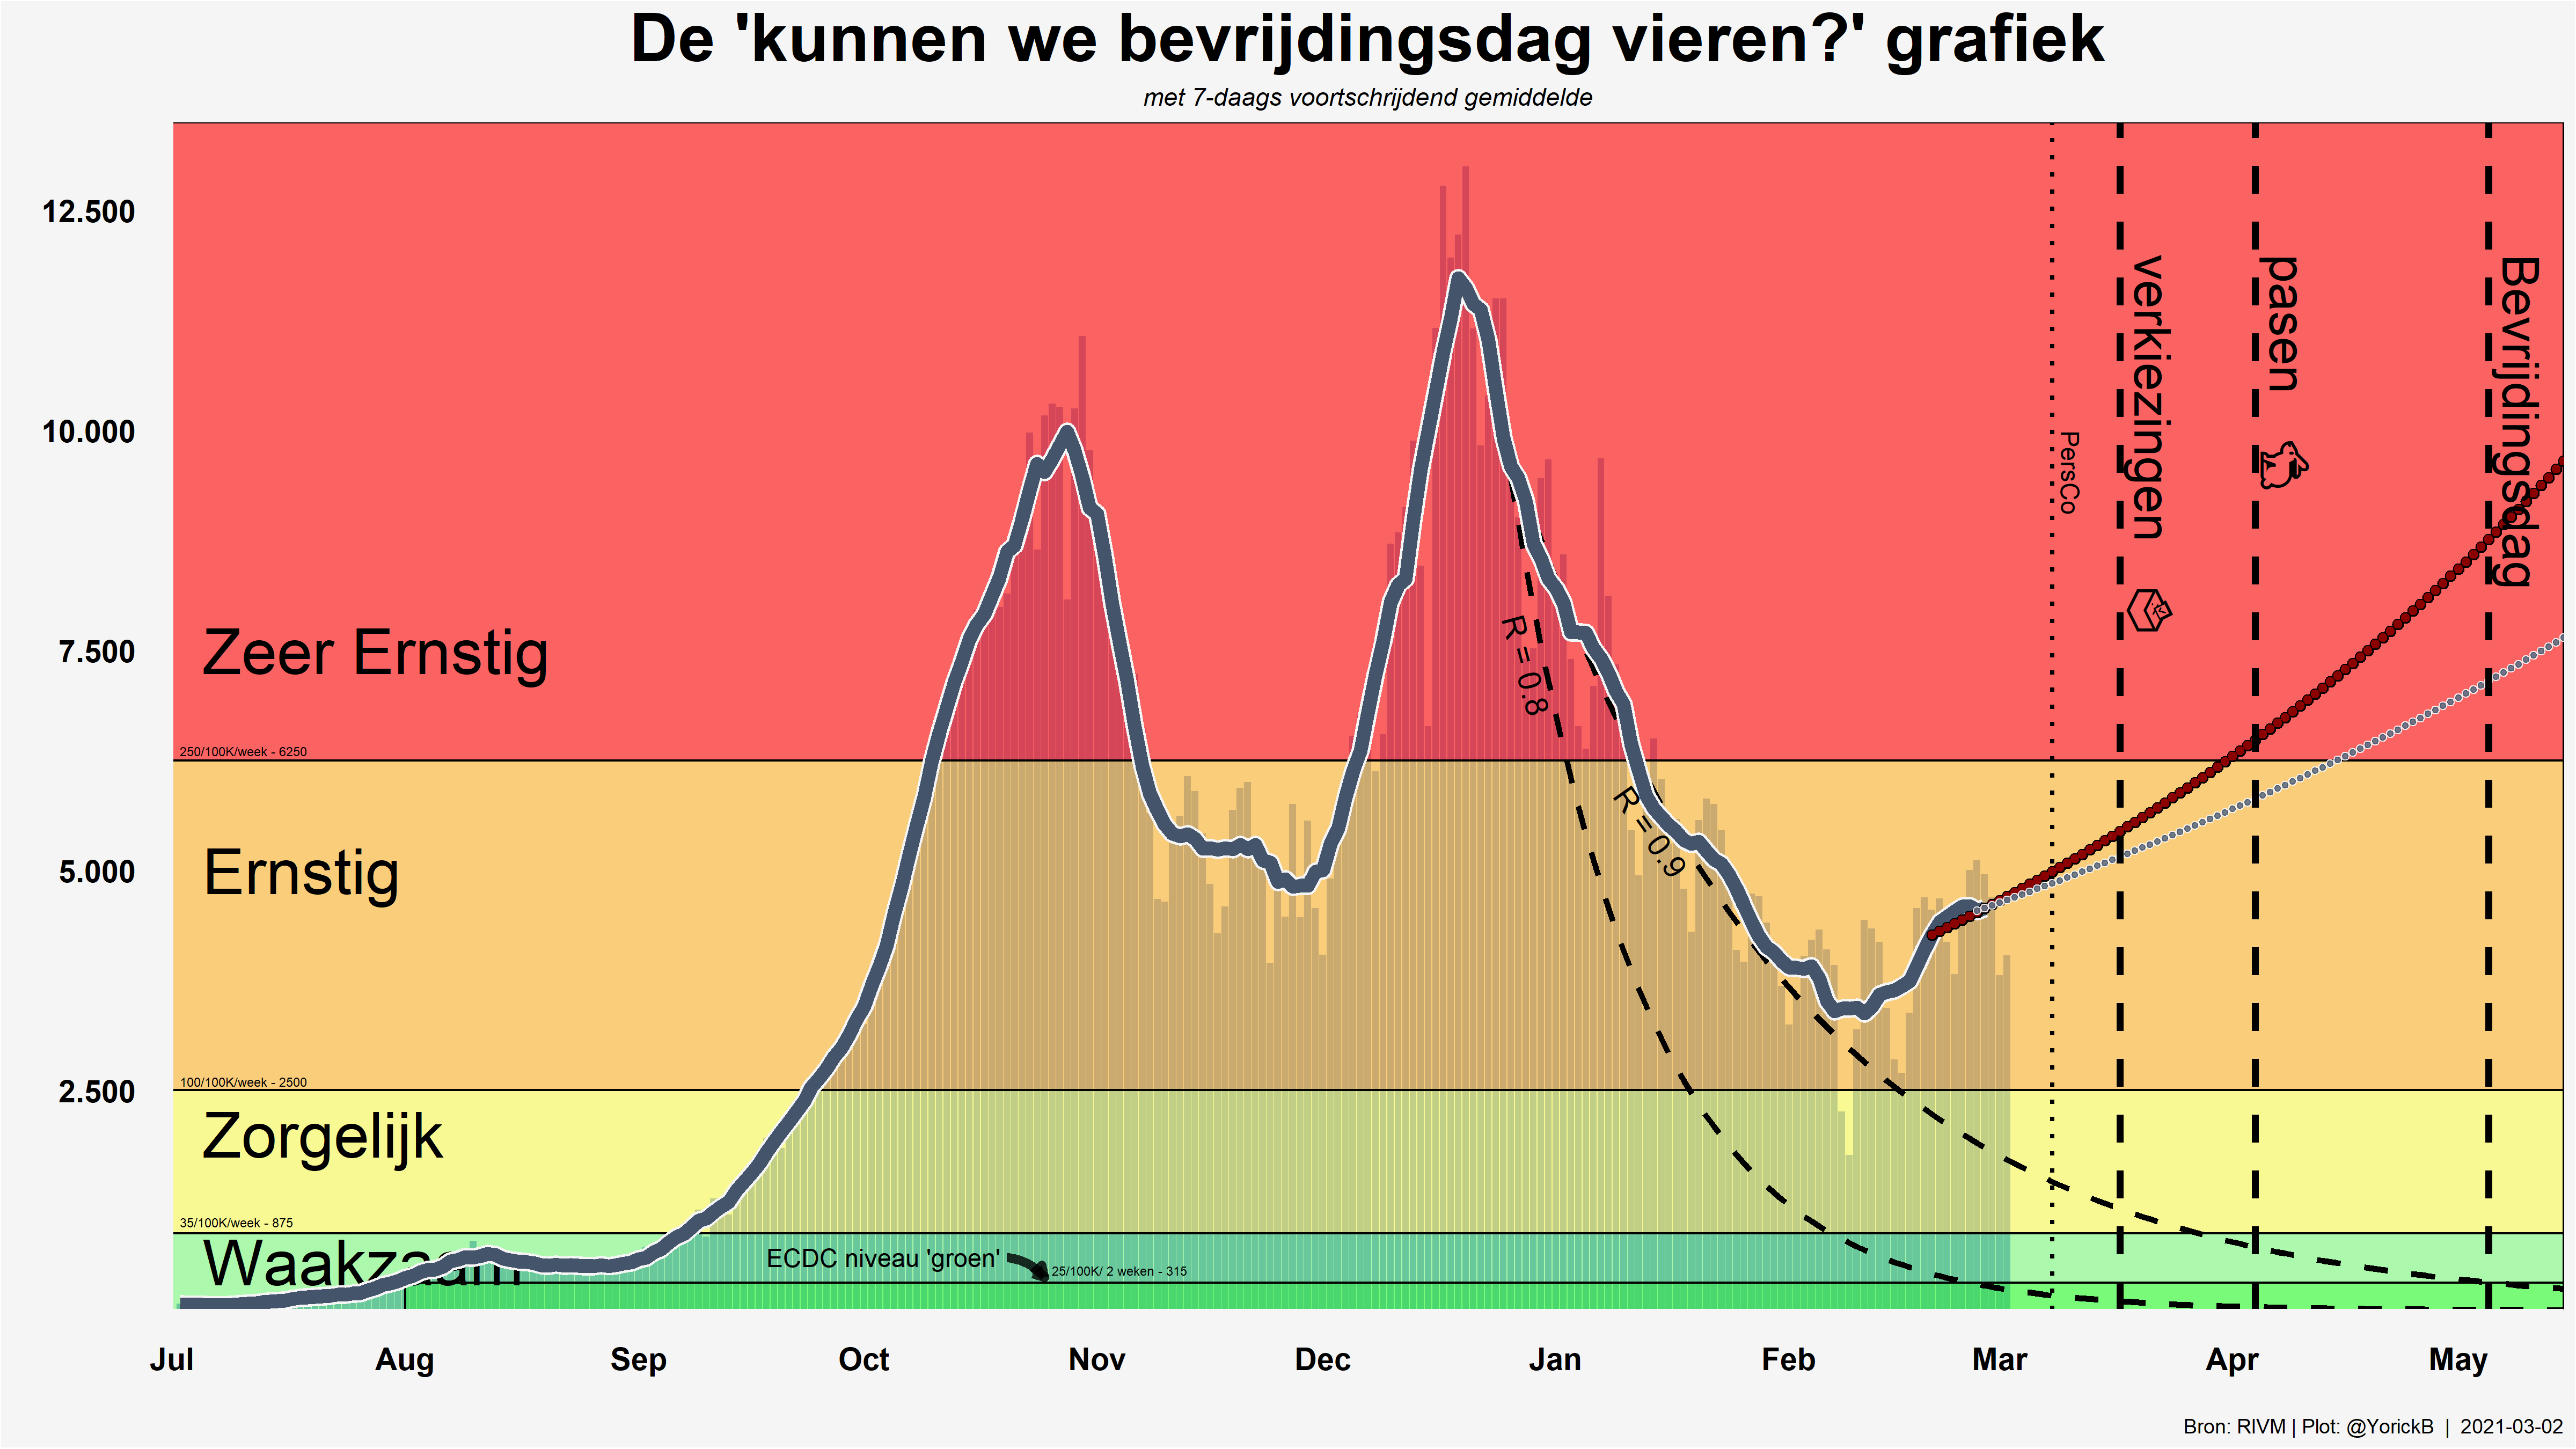 De 'kunnen we bevrijdingsdag vieren?' grafiek
met 7-daags voortschrijdend gemiddelde
12.500
10.000
7.500
5.000
2.500
Zeer Ernstig
250/100K/week - 6250
Ernstig
100/100K/week - 2500
Zorgelijk
35/100K/week - 875
Waakzaam
ECDC niveau 'groen'
25/100K/ 2 weken - 315
R = 0.8
R = 0.9
PersCo
verkiezingen
pasen
Bevrijdingsdag
Jul Aug Sep Oct Nov Dec Jan Feb Mar Apr May
Bron: RIVM | Plot: @YorickB | 2021-03-02